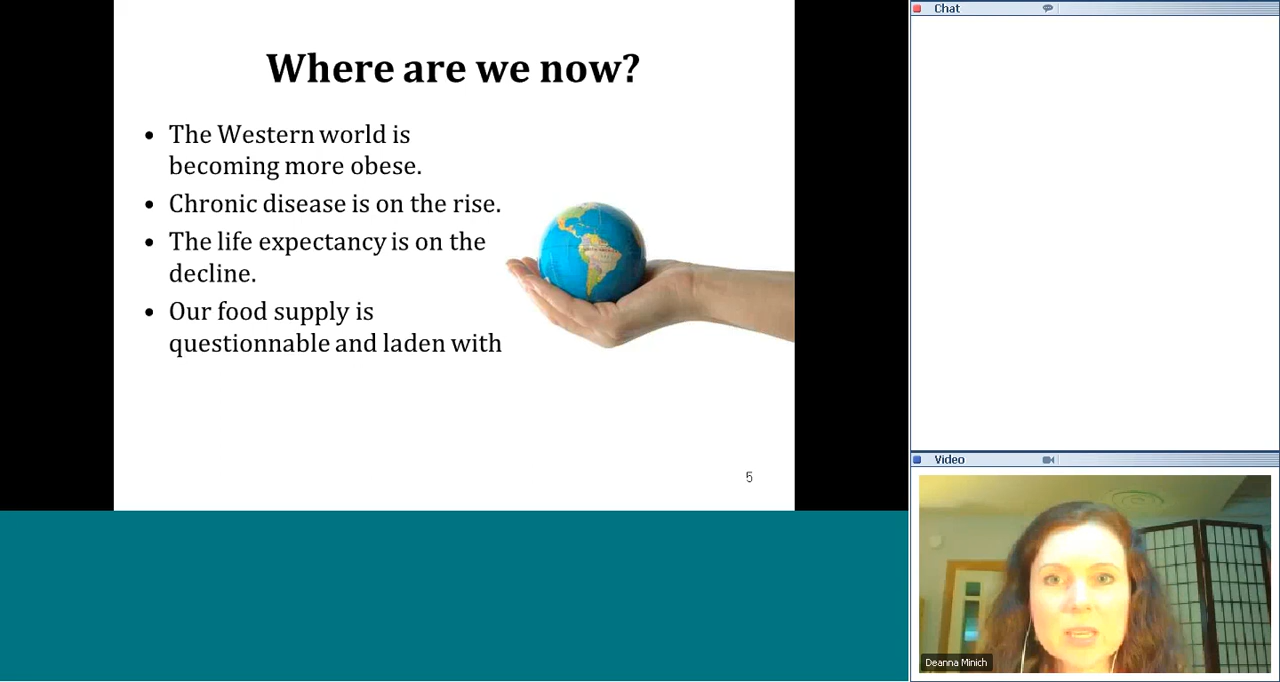 Where are we now?
• The Western world is
becoming more obese.
• Chronic disease is on the rise.
• The life expectancy is on the
decline.
• Our food supply is
questionnable and laden with
5
Chat
Video
Deanna Minich